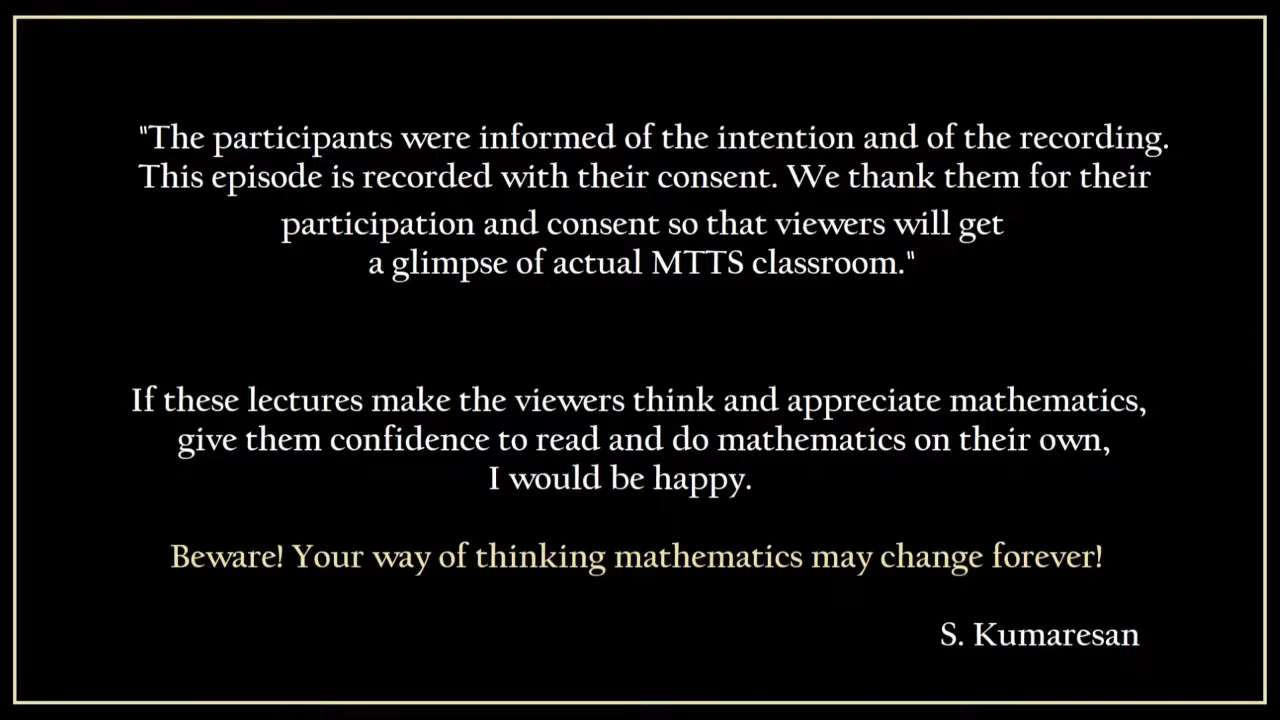 "The participants were informed of the intention and of the recording.
This episode is recorded with their consent. We thank them for their
participation and consent so that viewers will get
a glimpse of actual MTTS classroom."
If these lectures make the viewers think and appreciate mathematics,
give them confidence to read and do mathematics on their own,
I would be happy.
Beware! Your way of thinking mathematics may change forever!
S. Kumaresan